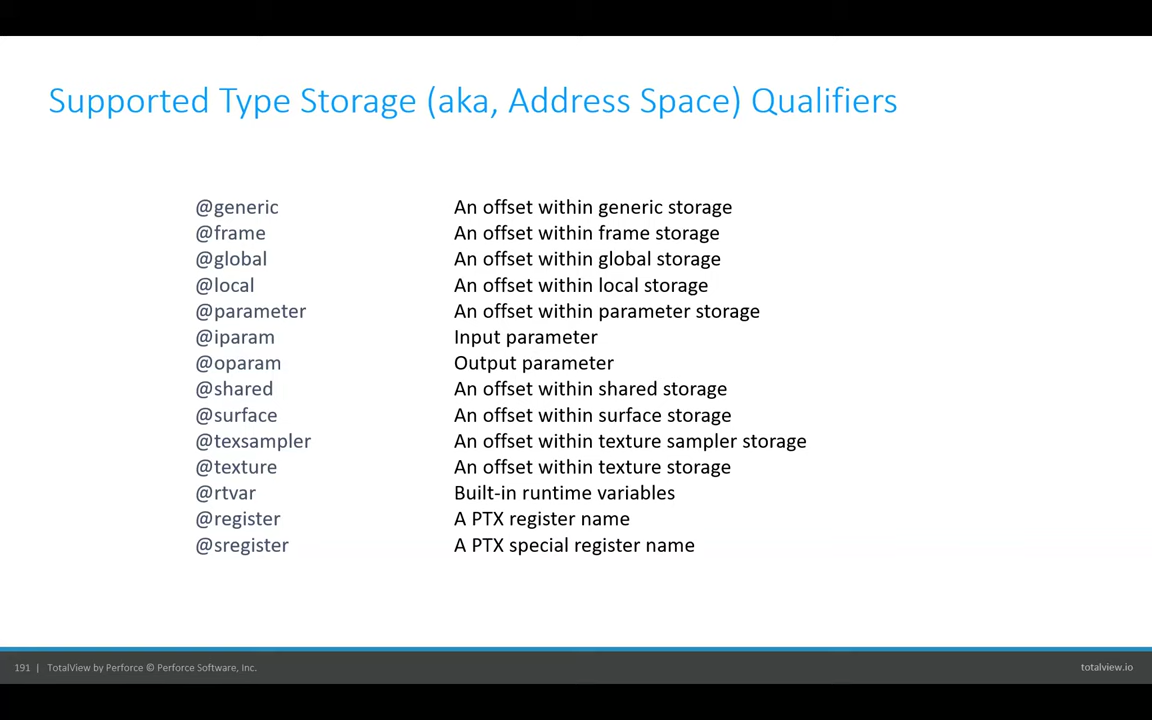 Supported Type Storage (aka, Address Space) Qualifiers
@generic An offset within generic storage
@frame An offset within frame storage
@global An offset within global storage
@local An offset within local storage
@parameter An offset within parameter storage
@iparam Input parameter
@oparam Output parameter
@shared An offset within shared storage
@surface An offset within surface storage
@texsampler An offset within texture sampler storage
@texture An offset within texture storage
@rtvar Built-in runtime variables
@register A PTX register name
@sregister A PTX special register name
191 | TotalView by Perforce © Perforce Software, Inc. totalview.io